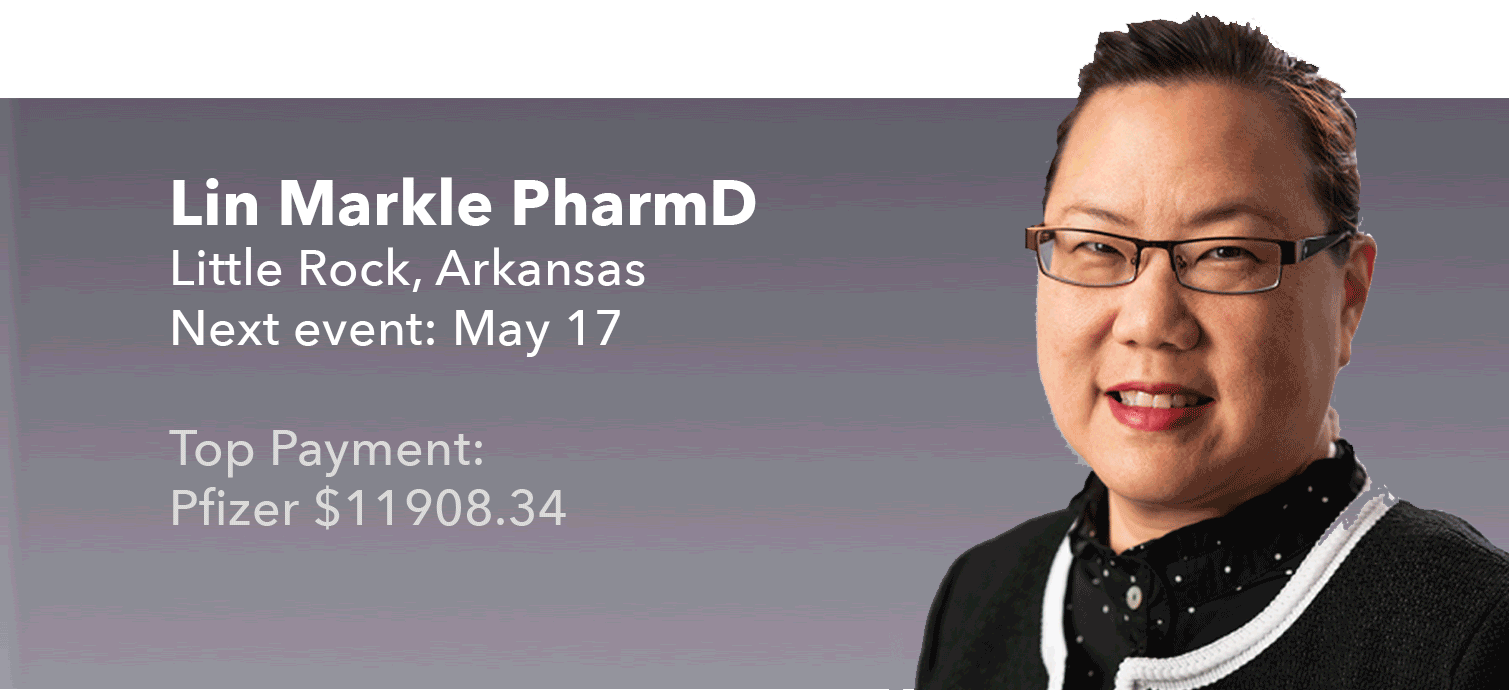 Lin Markle PharmD
Little Rock, Arkansas
Next event: May 17
Top Payment:
Pfizer $11908.34